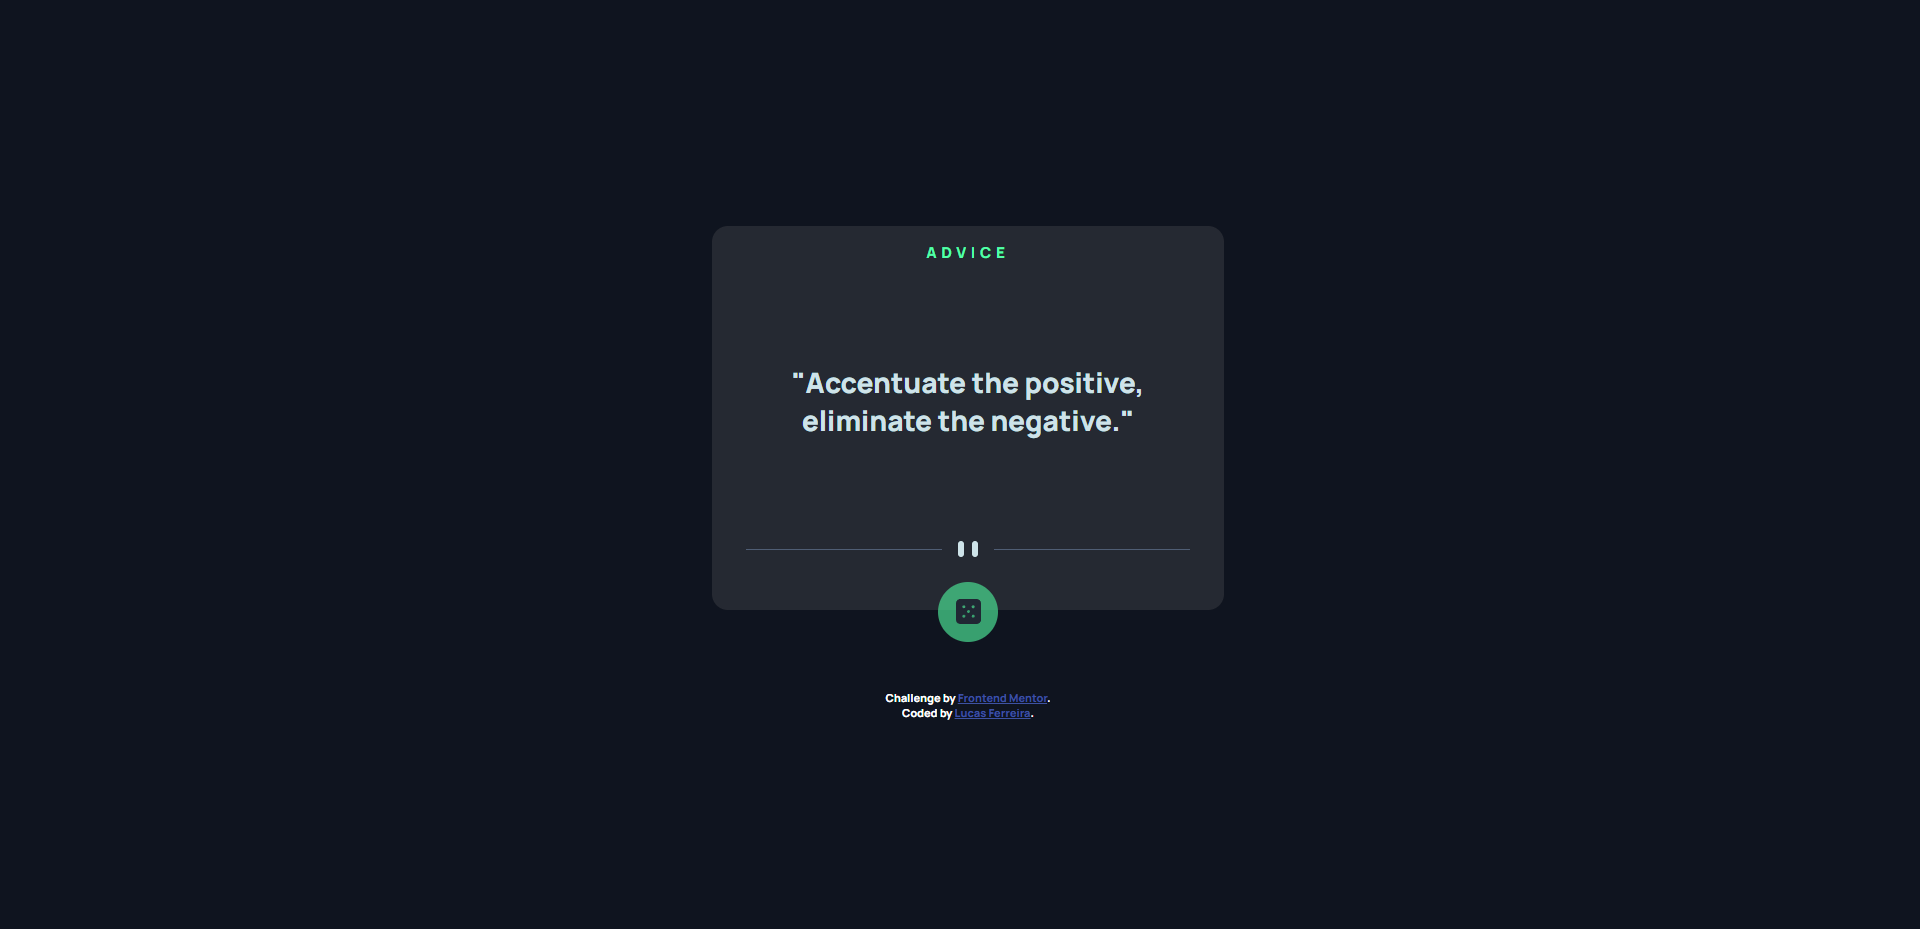 ADVICE
"Accentuate the positive,
eliminate the negative."
Challenge by Frontend Mentor.
Coded by Lucas Ferreira.